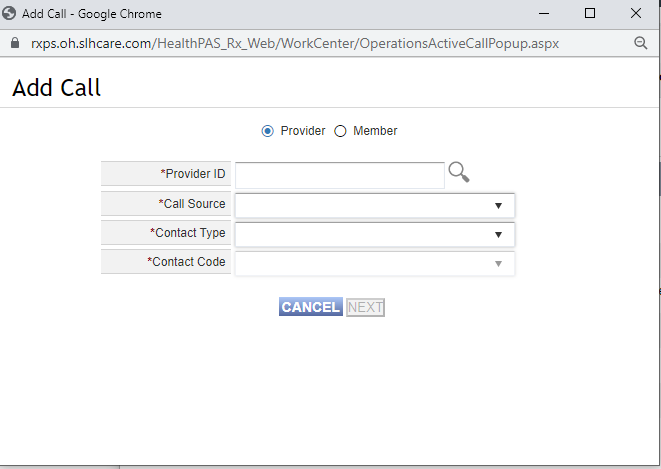 Add Call - Google Chrome
rxps.oh.slhcare.com/HealthPAS_Rx_Web/WorkCenter/OperationsActiveCallPopup.aspx
Add Call
Provider Member
*Provider ID
*Call Source
*Contact Type
*Contact Code
CANCEL NEXT